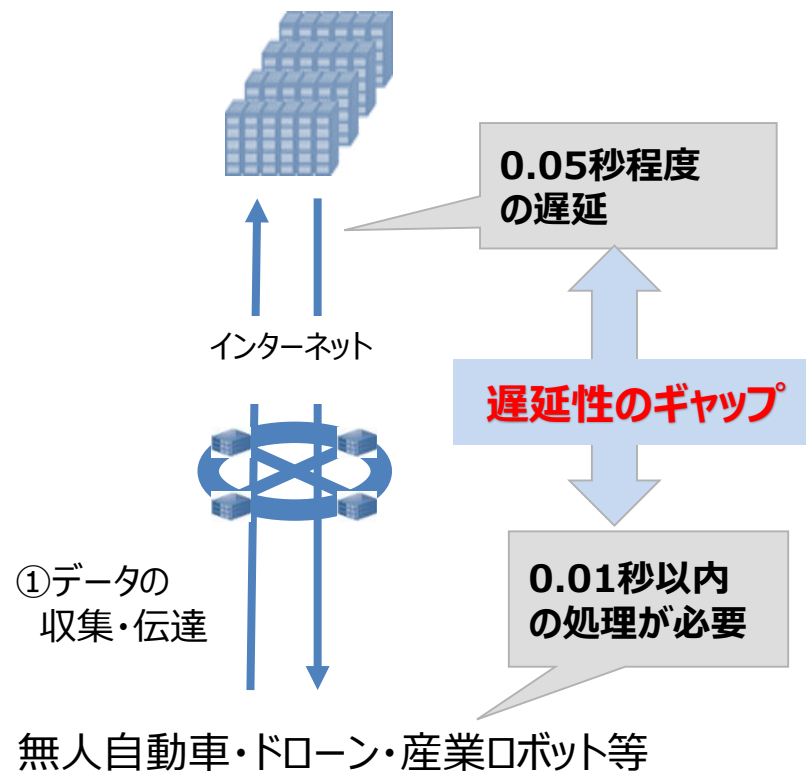 0.05秒程度
の遅延
インターネット
遅延性のギャップ
①データの
収集・伝達
0.01秒以内
の処理が必要
無人自動車・ドローン・産業ロボット等